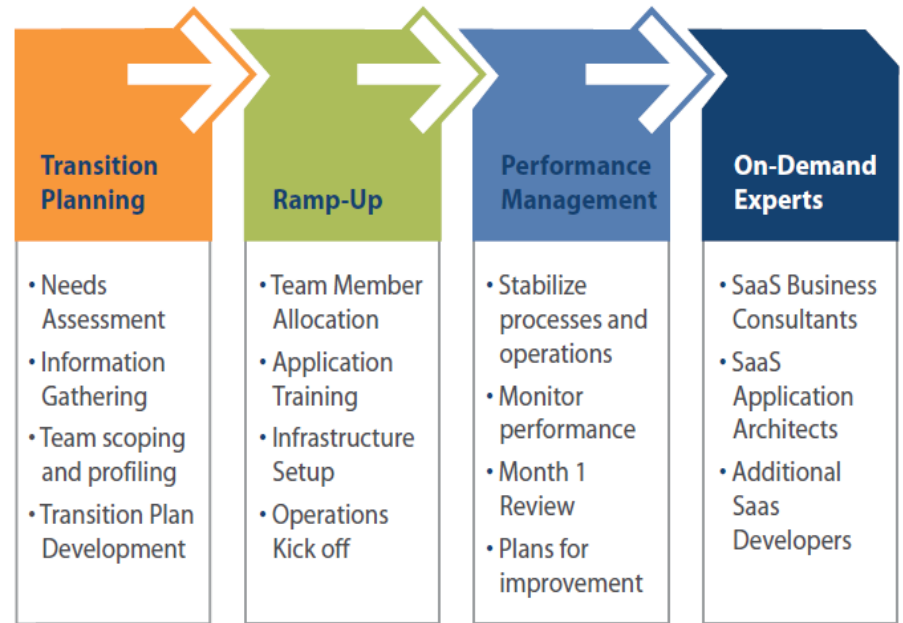 Transition
Planning
• Needs
Assessment
• Information
Gathering
• Team scoping
and profiling
• Transition Plan
Development
Ramp-Up
• Team Member
Allocation
• Application
Training
• Infrastructure
Setup
• Operations
Kick off
Performance
Management
• Stabilize
processes and
operations
• Monitor
performance
• Month 1
Review
• Plans for
improvement
On-Demand
Experts
• SaaS Business
Consultants
• SaaS
Application
Architects
• Additional
Saas
Developers